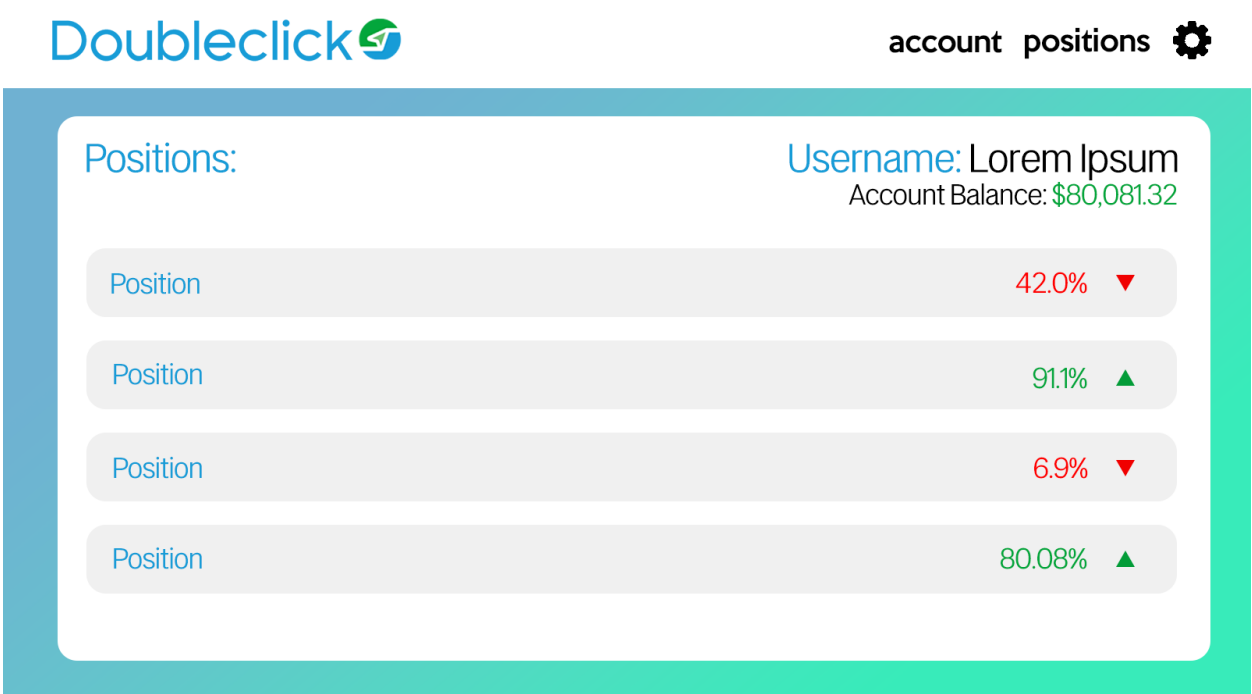 Doubleclick
account positions
Positions:
Username: Lorem Ipsum
Account Balance: $80,081.32
Position 42.0%
Position 91.1%
Position 6.9%
Position 80.08%